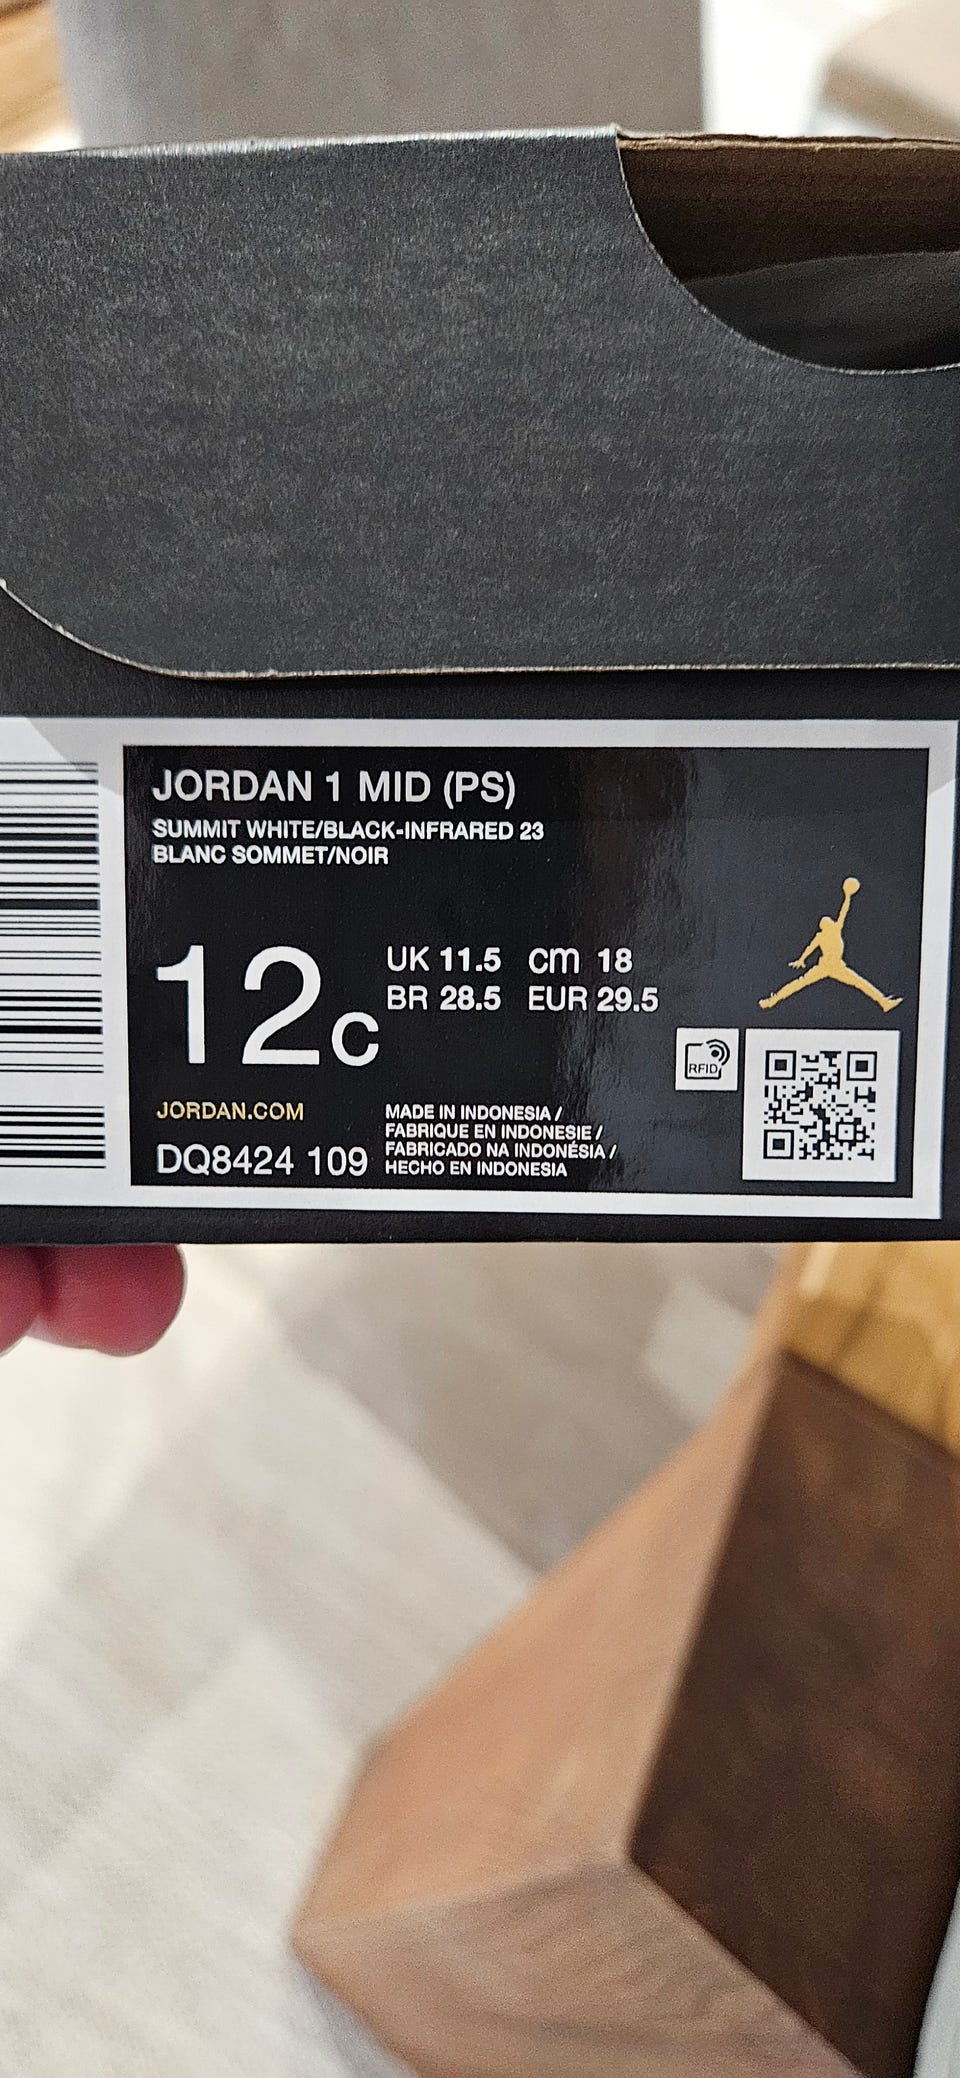 JORDAN 1 MID (PS)
SUMMIT WHITE/BLACK-INFRARED 23
BLANC SOMMET/NOIR
12c
UK 11.5 cm 18
BR 28.5 EUR 29.5
RFID
JORDAN.COM
DQ8424 109
MADE IN INDONESIA /
FABRIQUE EN INDONESIE /
FABRICADO NA INDONÉSIA /
HECHO EN INDONESIA